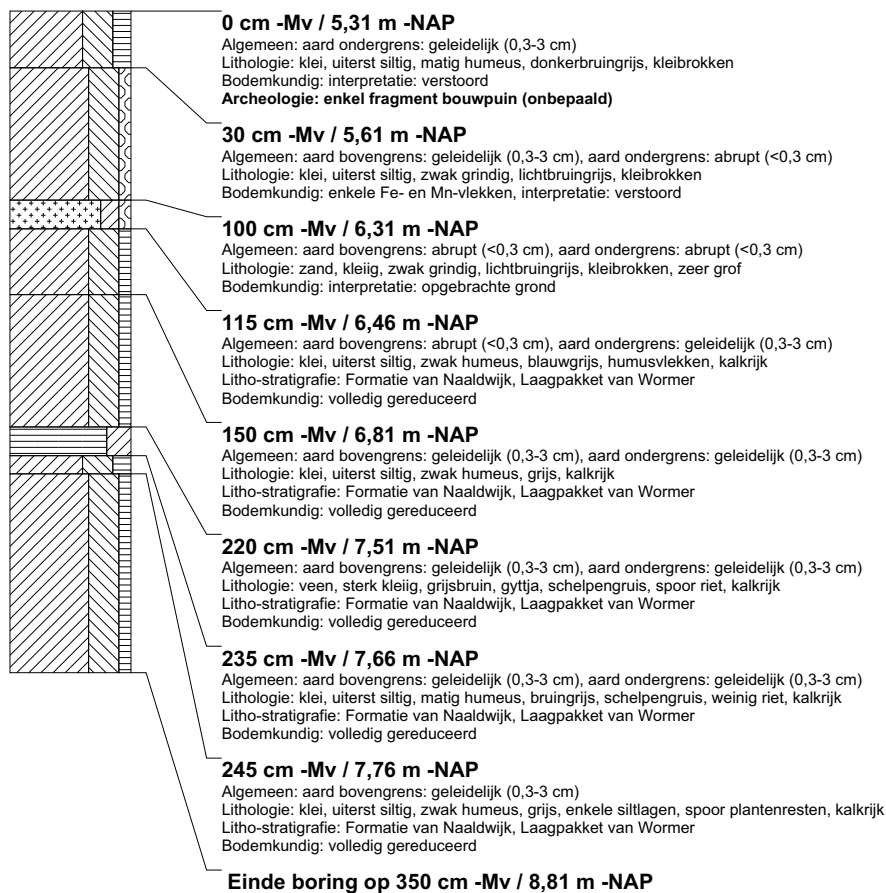 0 cm -Mv / 5,31 m -NAP
Algemeen: aard ondergrens: geleidelijk (0,3-3 cm)
Lithologie: klei, uiterst siltig, matig humeus, donkerbruingrijs, kleibrokken
Bodemkundig: interpretatie: verstoord
Archeologie: enkel fragment bouwpuin (onbepaald)
30 cm -Mv / 5,61 m -NAP
Algemeen: aard bovengrens: geleidelijk (0,3-3 cm), aard ondergrens: abrupt (<0,3 cm)
Lithologie: klei, uiterst siltig, zwak grindig, lichtbruingrijs, kleibrokken
Bodemkundig: enkele Fe- en Mn-vlekken, interpretatie: verstoord
100 cm -Mv / 6,31 m -NAP
Algemeen: aard bovengrens: abrupt (<0,3 cm), aard ondergrens: abrupt (<0,3 cm)
Lithologie: zand, kleiig, zwak grindig, lichtbruingrijs, kleibrokken, zeer grof
Bodemkundig: interpretatie: opgebrachte grond
115 cm -Mv / 6,46 m -NAP
Algemeen: aard bovengrens: abrupt (<0,3 cm), aard ondergrens: geleidelijk (0,3-3 cm)
Lithologie: klei, uiterst siltig, zwak humeus, blauwgrijs, humusvlekken, kalkrijk
Litho-stratigrafie: Formatie van Naaldwijk, Laagpakket van Wormer
Bodemkundig: volledig gereduceerd
150 cm -Mv / 6,81 m -NAP
Algemeen: aard bovengrens: geleidelijk (0,3-3 cm), aard ondergrens: geleidelijk (0,3-3 cm)
Lithologie: klei, uiterst siltig, zwak humeus, grijs, kalkrijk
Litho-stratigrafie: Formatie van Naaldwijk, Laagpakket van Wormer
Bodemkundig: volledig gereduceerd
220 cm -Mv / 7,51 m -NAP
Algemeen: aard bovengrens: geleidelijk (0,3-3 cm), aard ondergrens: geleidelijk (0,3-3 cm)
Lithologie: veen, sterk kleiig, grijsbruin, gyttja, schelpengruis, spoor riet, kalkrijk
Litho-stratigrafie: Formatie van Naaldwijk, Laagpakket van Wormer
Bodemkundig: volledig gereduceerd
235 cm -Mv / 7,66 m -NAP
Algemeen: aard bovengrens: geleidelijk (0,3-3 cm), aard ondergrens: geleidelijk (0,3-3 cm)
Lithologie: klei, uiterst siltig, matig humeus, bruingrijs, schelpengruis, weinig riet, kalkrijk
Litho-stratigrafie: Formatie van Naaldwijk, Laagpakket van Wormer
Bodemkundig: volledig gereduceerd
245 cm -Mv / 7,76 m -NAP
Algemeen: aard bovengrens: geleidelijk (0,3-3 cm)
Lithologie: klei, uiterst siltig, zwak humeus, grijs, enkele siltlagen, spoor plantenresten, kalkrijk
Litho-stratigrafie: Formatie van Naaldwijk, Laagpakket van Wormer
Bodemkundig: volledig gereduceerd
Einde boring op 350 cm -Mv / 8,81 m -NAP